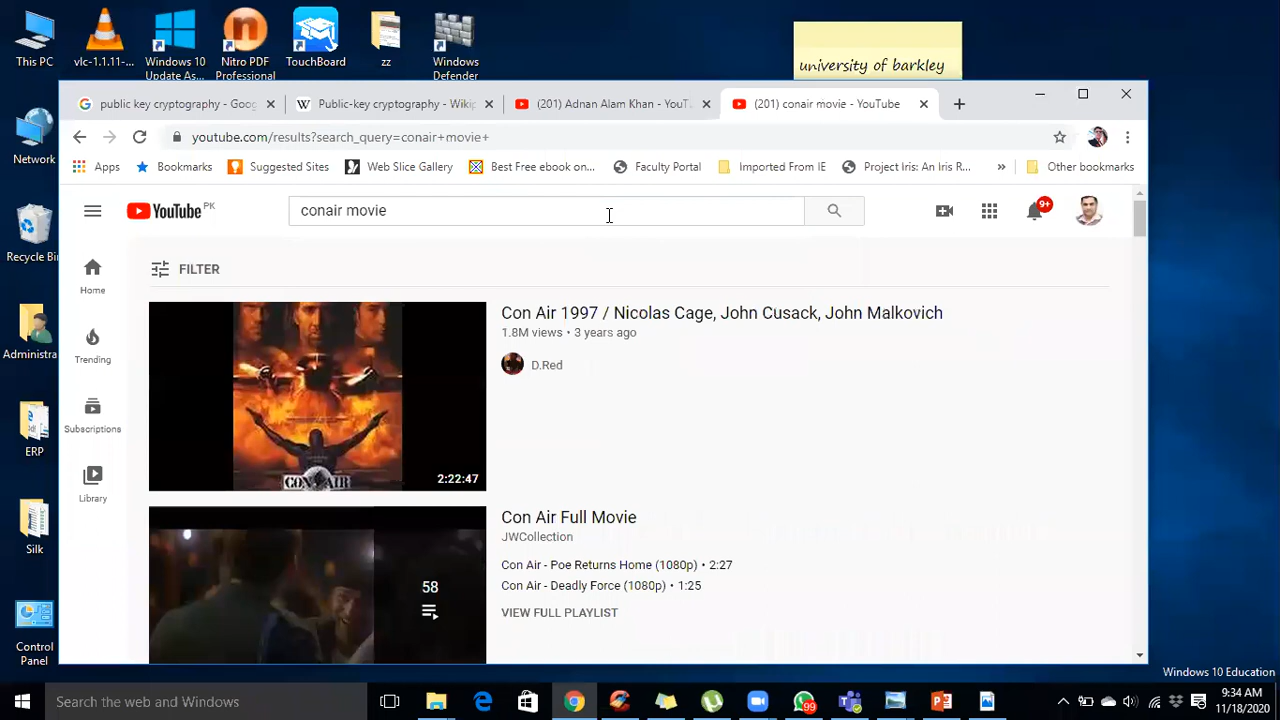 This PC
vlc-1.1.11-...
Windows 10
Update As...
Nitro PDF
Professional
TouchBoard
zz
Windows
Defender
university of barkley
public key cryptography - Goog
Public-key cryptography - Wikip
(201) Adnan Alam Khan - YouT
(201) conair movie - YouTube
youtube.com/results?search_query=conair+movie+
Apps
Bookmarks
Suggested Sites
Web Slice Gallery
Best Free ebook on...
Faculty Portal
Imported From IE
Project Iris: An Iris R...
»
Other bookmarks
YouTube PK
conair movie
9+
FILTER
Home
Trending
Subscriptions
Library
CON AIR
2:22:47
Con Air 1997 / Nicolas Cage, John Cusack, John Malkovich
1.8M views • 3 years ago
D.Red
58
Con Air Full Movie
JWCollection
Con Air - Poe Returns Home (1080p) • 2:27
Con Air - Deadly Force (1080p) • 1:25
VIEW FULL PLAYLIST
Network
Recycle Bin
Administra
ERP
Silk
Control
Panel
Windows 10 Education
Search the web and Windows
99
9:34 AM
11/18/2020